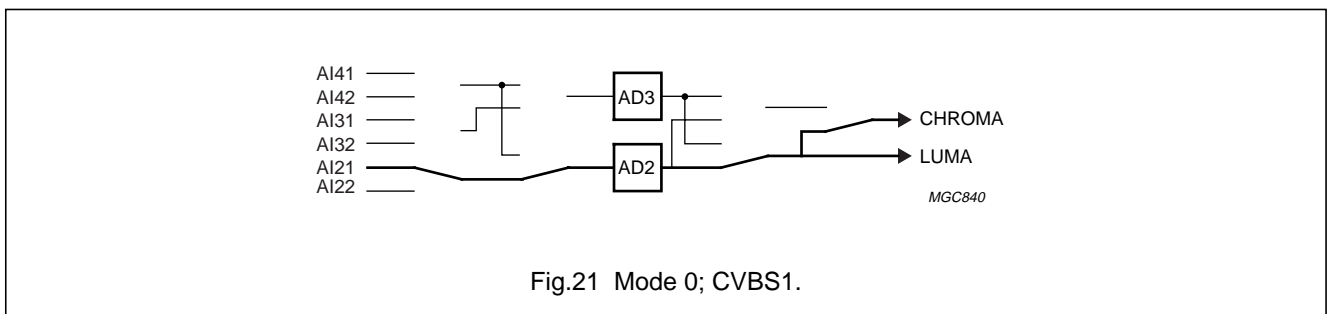 AI41
AI42
AI31
AI32
AI21
AI22
AD3
AD2
CHROMA
LUMA
MGC840
Fig.21 Mode 0; CVBS1.